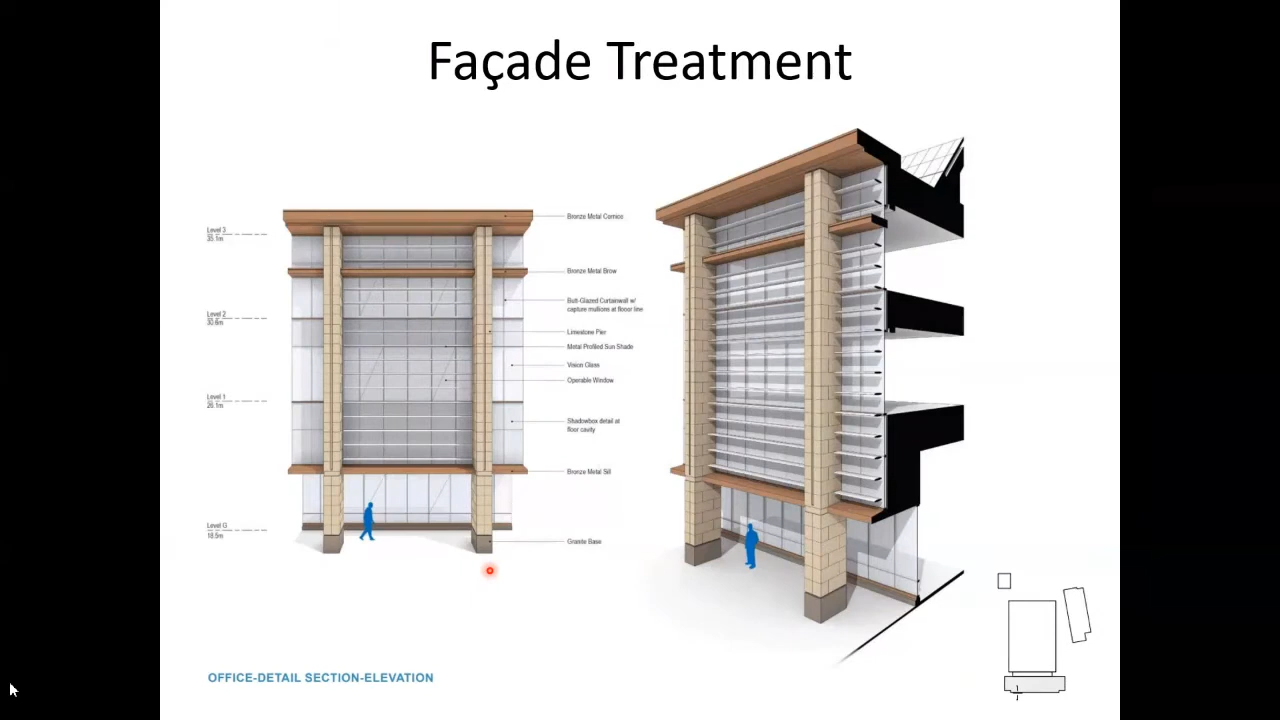 Façade Treatment
Bronze Metal Cornice
Level 3
35.1m
Bronze Metal Brow
Butt-Glazed Curtainwall w/
capture mullions at flooor line
Level 2
30.6m
Limestone Pier
Metal Profiled Sun Shade
Vision Glass
Operable Window
Level 1
26.1m
Shadowbox detail at
floor cavity
Bronze Metal Sill
Level G
18.5m
Granite Base
OFFICE-DETAIL SECTION-ELEVATION